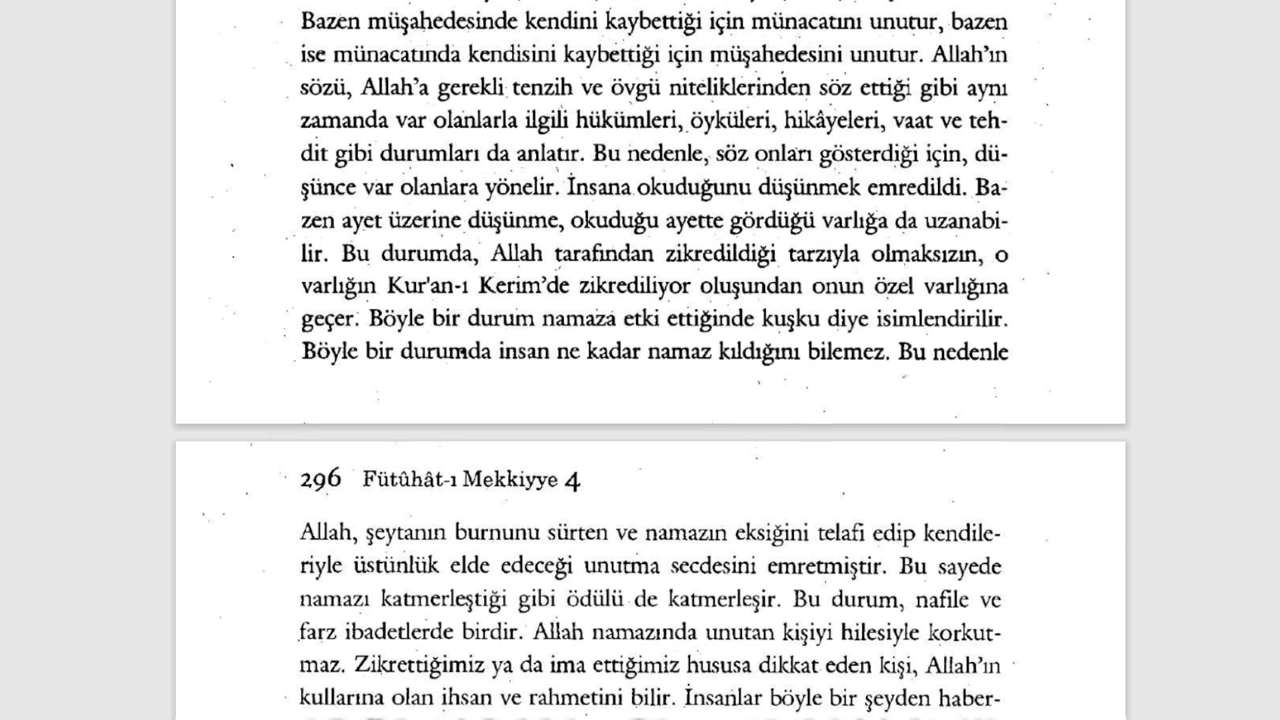 Bazen müşahedesinde kendini kaybettiği için münacatını unutur, bazen
ise münacatında kendisini kaybettiği için müşahedesini unutur. Allah'ın
sözü, Allah'a gerekli tenzih ve övgü niteliklerinden söz ettiği gibi aynı
zamanda var olanlarla ilgili hükümleri, öyküleri, hikâyeleri, vaat ve teh-
dit gibi durumları da anlatır. Bu nedenle, söz onları gösterdiği için, dü-
şünce var olanlara yönelir. İnsana okuduğunu düşünmek emredildi. Ba-
zen ayet üzerine düşünme, okuduğu ayette gördüğü varlığa da uzanabi-
lir. Bu durumda, Allah tarafından zikredildiği tarzıyla olmaksızın, o
varlığın Kur'an-ı Kerim'de zikrediliyor oluşundan onun özel varlığına
geçer. Böyle bir durum namaza etki ettiğinde kuşku diye isimlendirilir.
Böyle bir durumda insan ne kadar namaz kıldığını bilemez. Bu nedenle
296 Fütûhât-ı Mekkiyye 4
Allah, şeytanın burnunu sürten ve namazın eksiğini telafi edip kendile-
riyle üstünlük elde edeceği unutma secdesini emretmiştir. Bu sayede
namazı katmerleştiği gibi ödülü de katmerleşir. Bu durum, nafile ve
farz ibadetlerde birdir. Allah namazında unutan kişiyi hilesiyle korkut-
maz. Zikrettiğimiz ya da ima ettiğimiz hususa dikkat eden kişi, Allah'ın
kullarına olan ihsan ve rahmetini bilir. İnsanlar böyle bir şeyden haber-